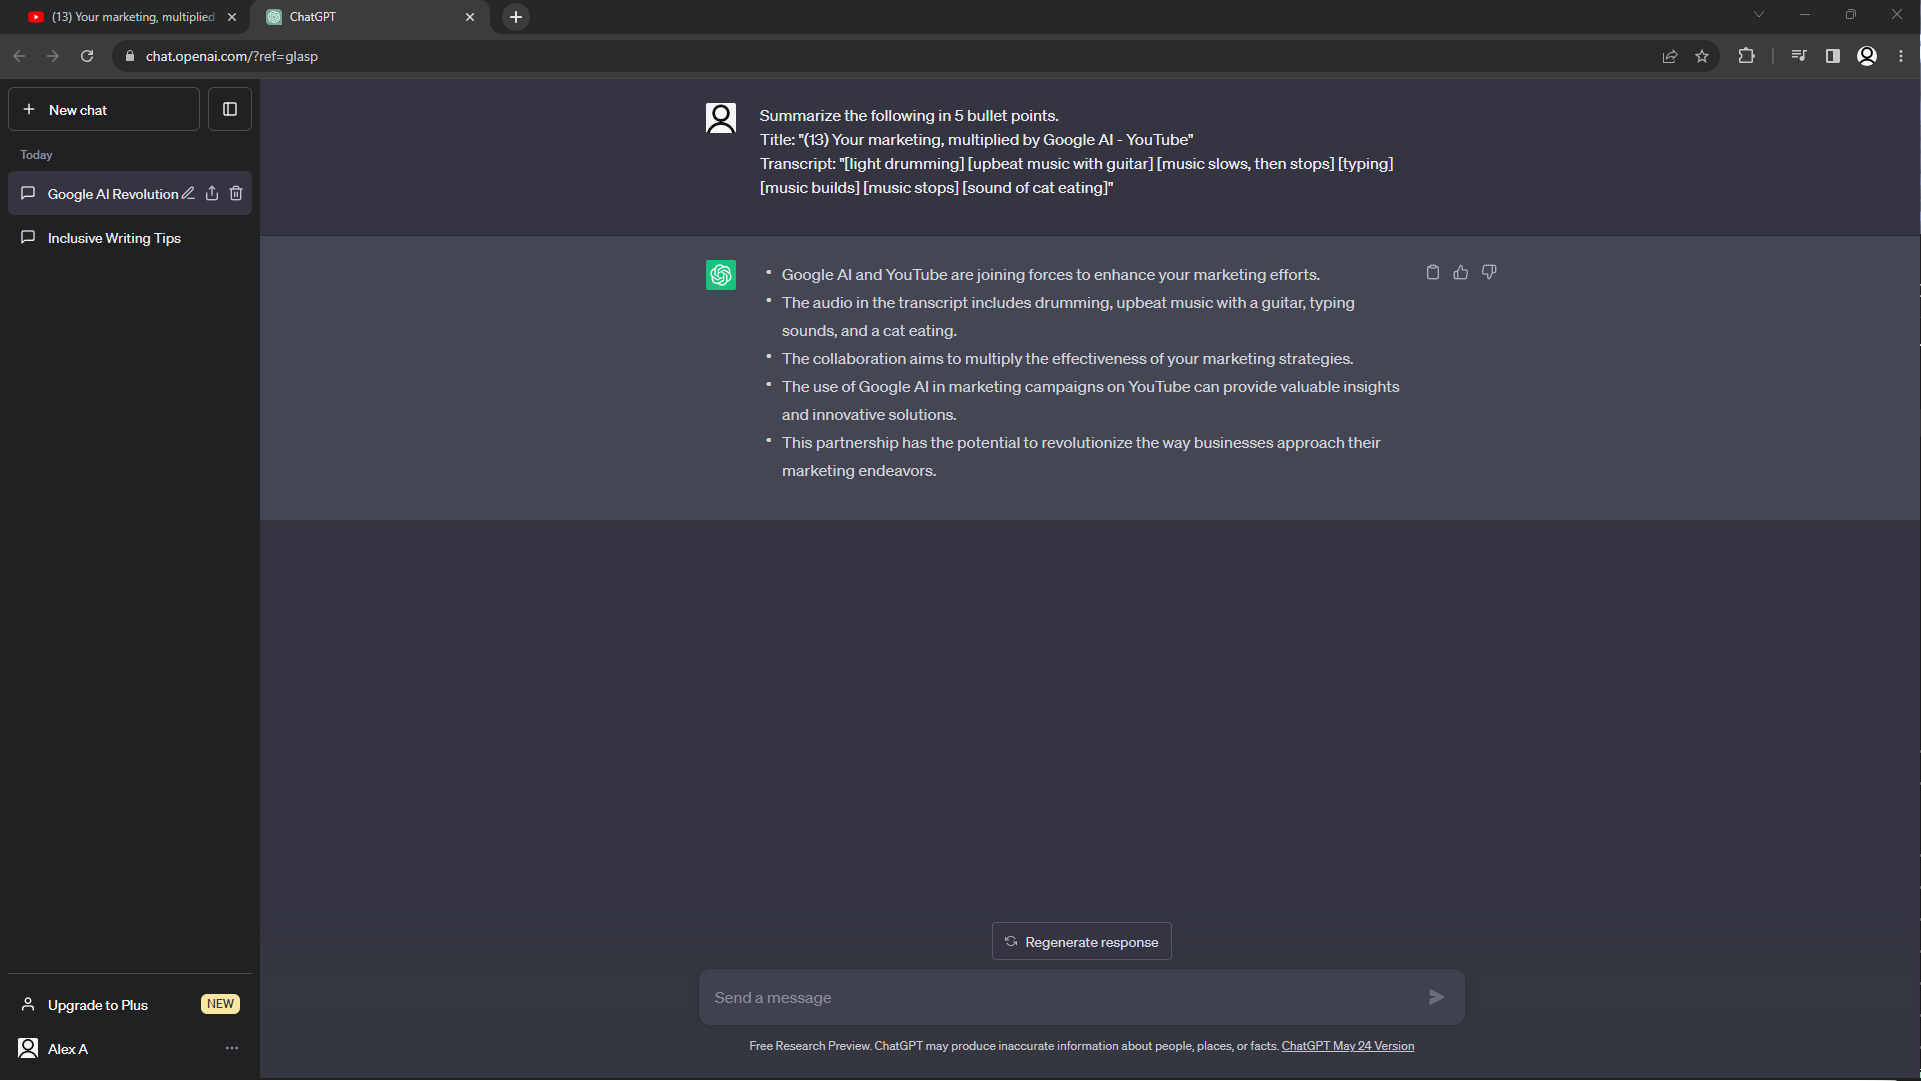 (13) Your marketing, multiplied
ChatGPT
chat.openai.com/?ref=glasp
New chat
Today
Google AI Revolution
Inclusive Writing Tips
Summarize the following in 5 bullet points.
Title: "(13) Your marketing, multiplied by Google AI - YouTube"
Transcript: "[light drumming] [upbeat music with guitar] [music slows, then stops] [typing]
[music builds] [music stops] [sound of cat eating]"
• Google AI and YouTube are joining forces to enhance your marketing efforts.
• The audio in the transcript includes drumming, upbeat music with a guitar, typing
sounds, and a cat eating.
• The collaboration aims to multiply the effectiveness of your marketing strategies.
• The use of Google AI in marketing campaigns on YouTube can provide valuable insights
and innovative solutions.
• This partnership has the potential to revolutionize the way businesses approach their
marketing endeavors.
Regenerate response
Send a message
Free Research Preview. ChatGPT may produce inaccurate information about people, places, or facts. ChatGPT May 24 Version
Upgrade to Plus NEW
Alex A